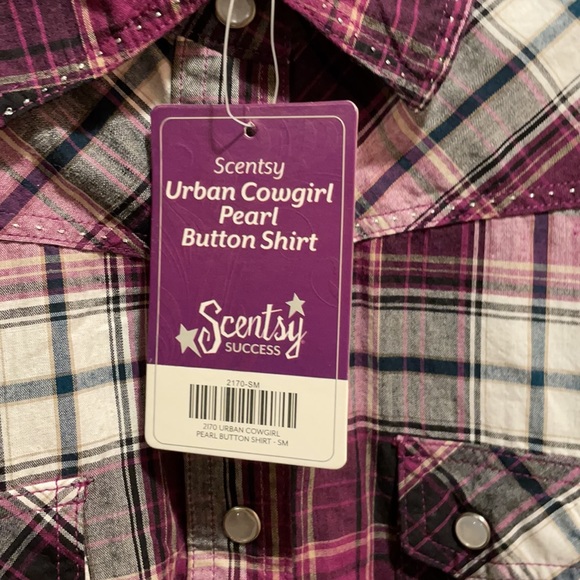 Scentsy
Urban Cowgirl
Pearl
Button Shirt
Scentsy
SUCCESS
2170-SM
2170 URBAN COWGIRL
PEARL BUTTON SHIRT - SM